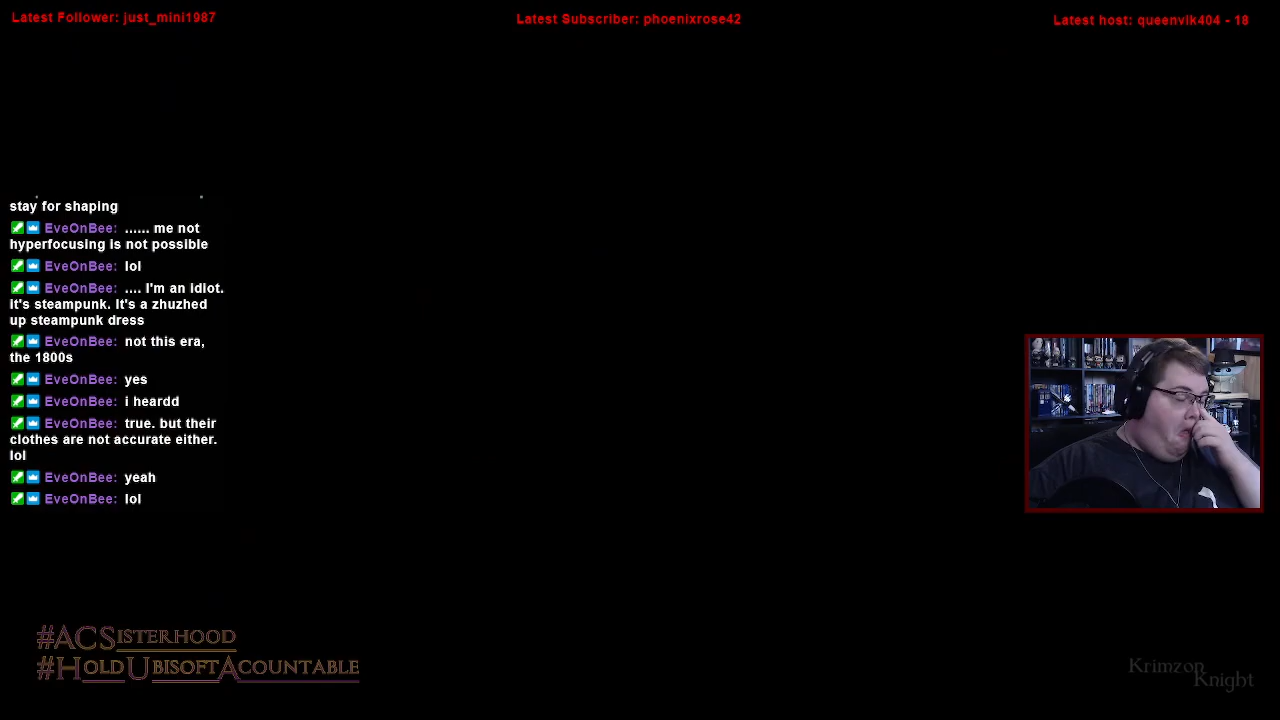 Latest Follower: just_mini1987
Latest Subscriber: phoenixrose42
Latest host: queenvik404 - 18
stay for shaping
EveOnBee: ...... me not
hyperfocusing is not possible
EveOnBee: lol
EveOnBee: .... I'm an idiot.
It's steampunk. It's a zhuzhed
up steampunk dress
EveOnBee: not this era,
the 1800s
EveOnBee: yes
EveOnBee: i heardd
EveOnBee: true. but their
clothes are not accurate either.
lol
EveOnBee: yeah
EveOnBee: lol
#ACSisterhood
#HoldUbisoftAcountable
Krimzon
Knight